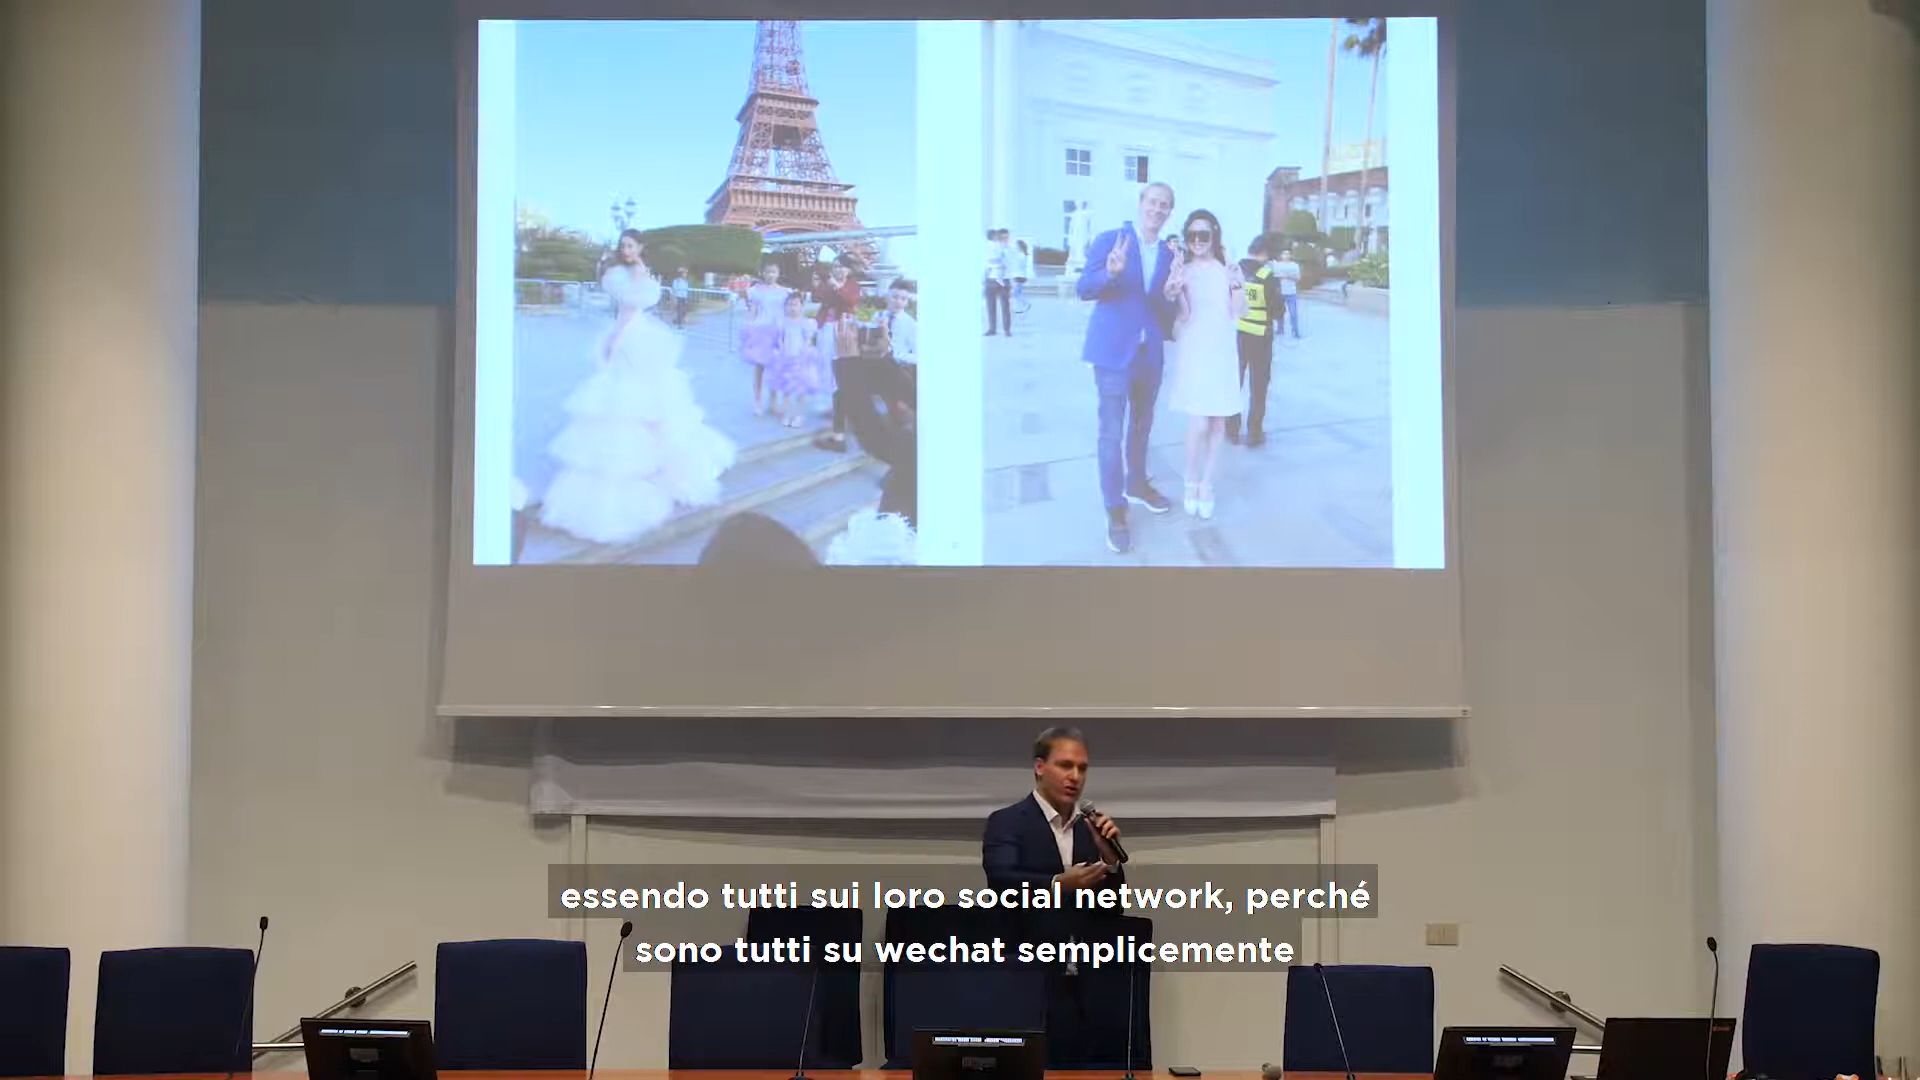 essendo tutti sui loro social network, perché
sono tutti su wechat semplicemente